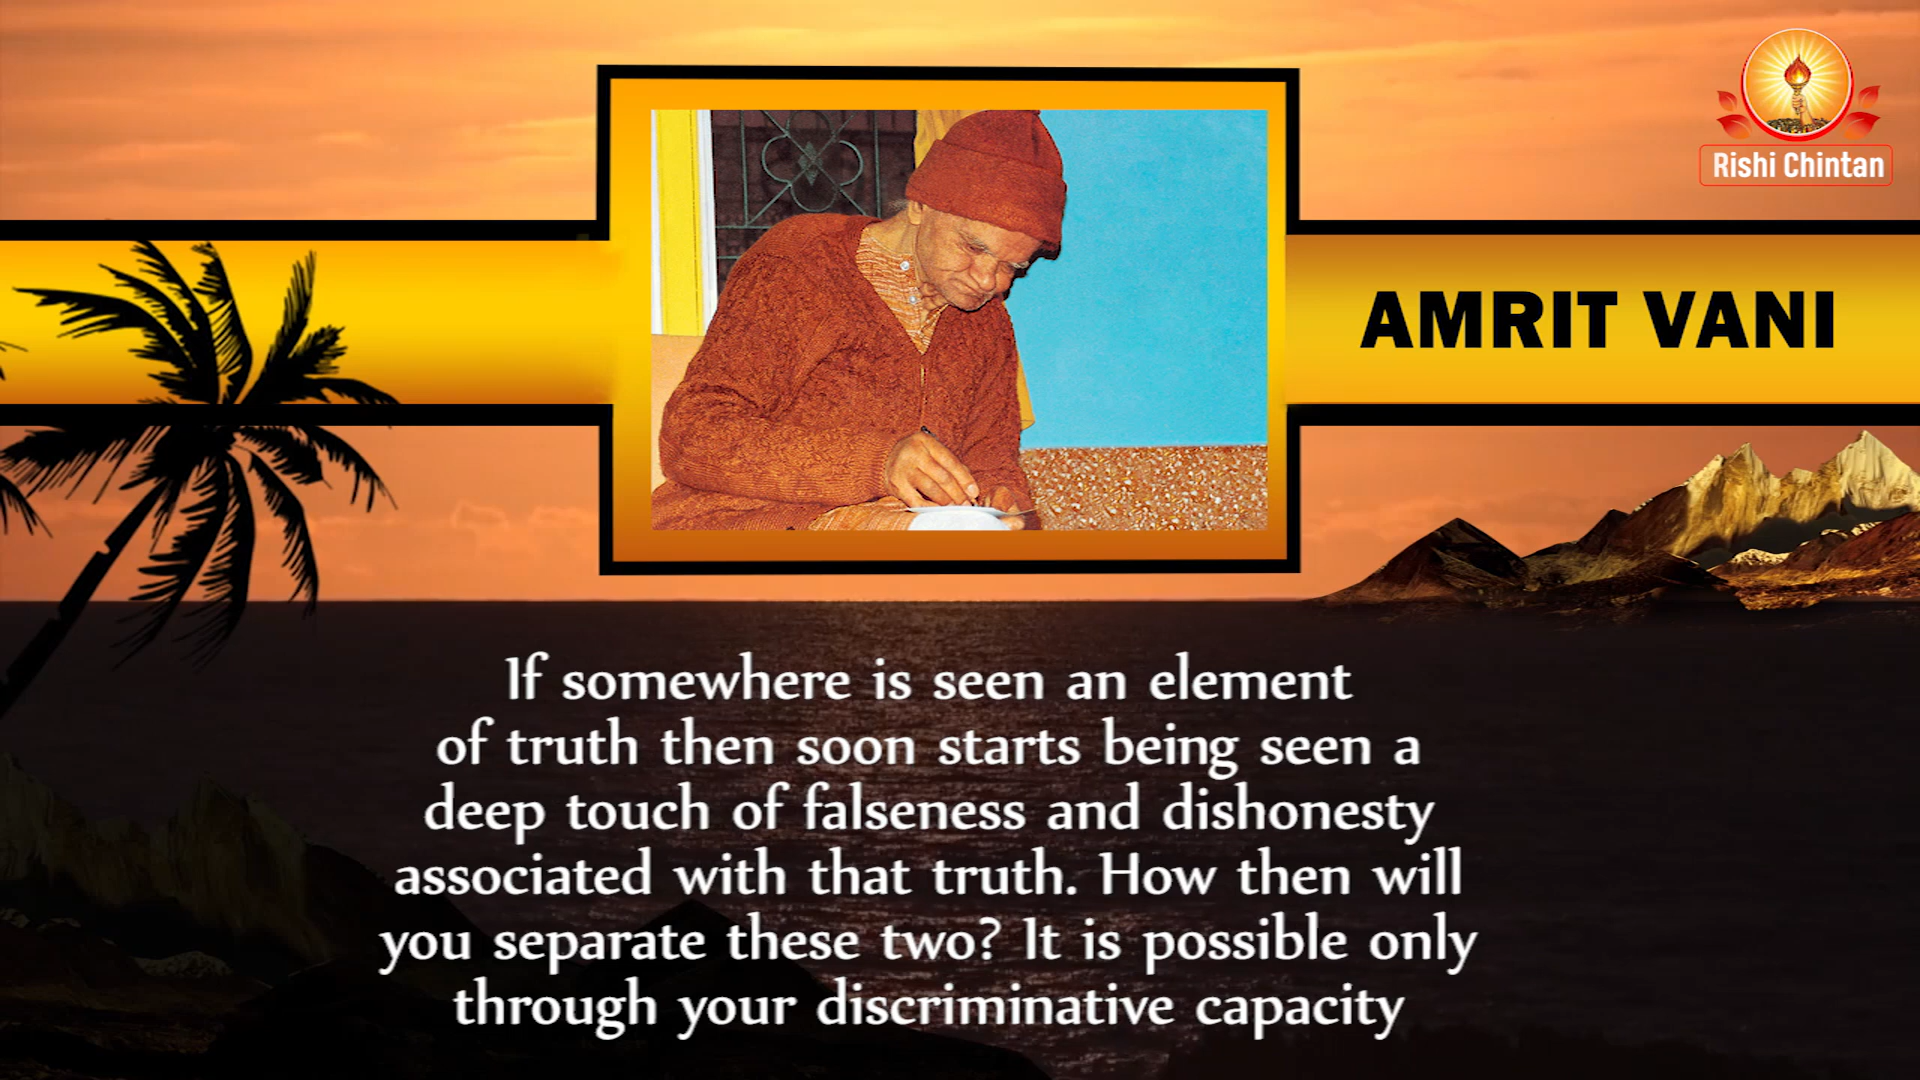 Rishi Chintan
AMRIT VANI
If somewhere is seen an element
of truth then soon starts being seen a
deep touch of falseness and dishonesty
associated with that truth. How then will
you separate these two? It is possible only
through your discriminative capacity